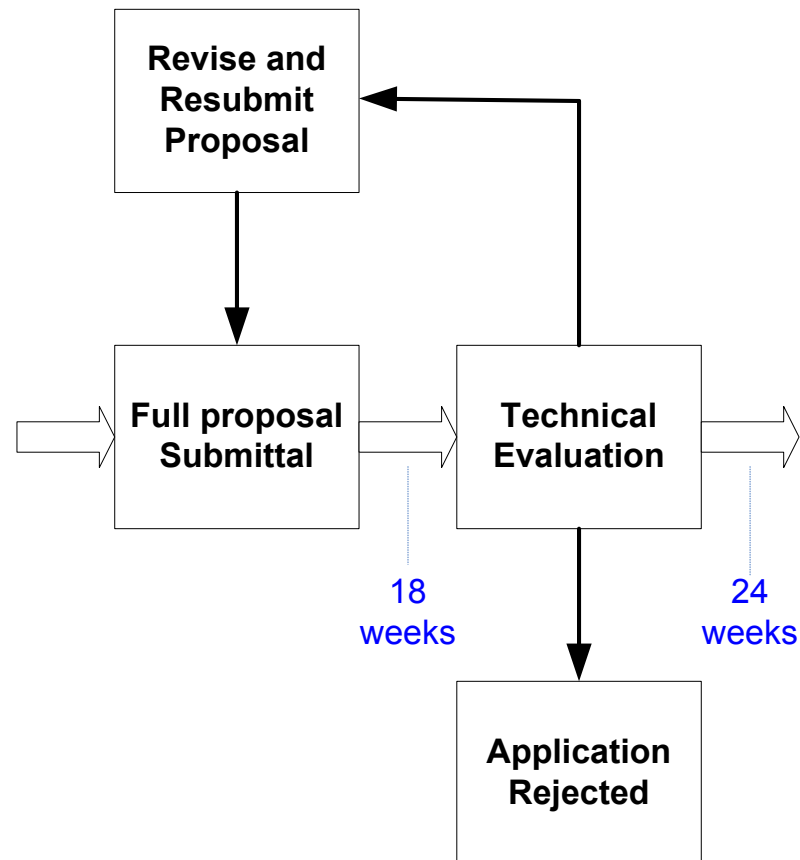 Revise and
Resubmit
Proposal
Full proposal
Submittal
Technical
Evaluation
18
weeks
24
weeks
Application
Rejected